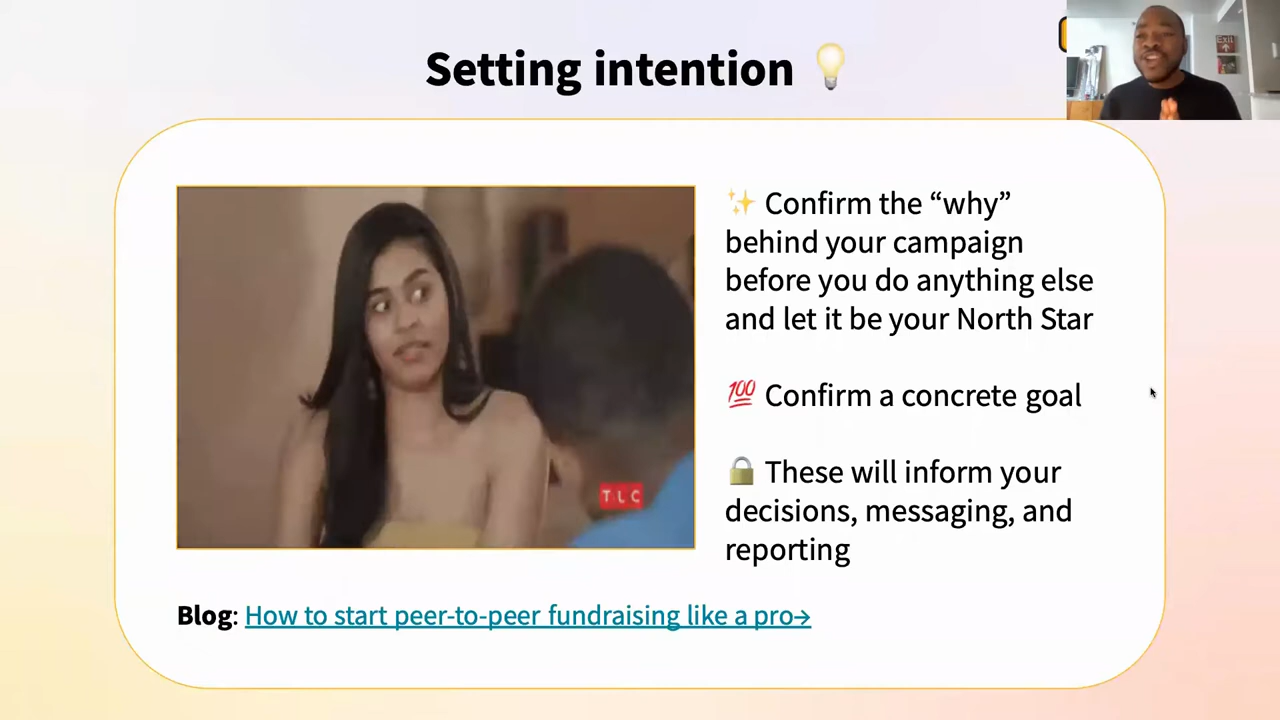 Setting intention 💡
✨ Confirm the “why”
behind your campaign
before you do anything else
and let it be your North Star
💯 Confirm a concrete goal
🔒 These will inform your
decisions, messaging, and
reporting
TLC
Blog: How to start peer-to-peer fundraising like a pro→
Exit